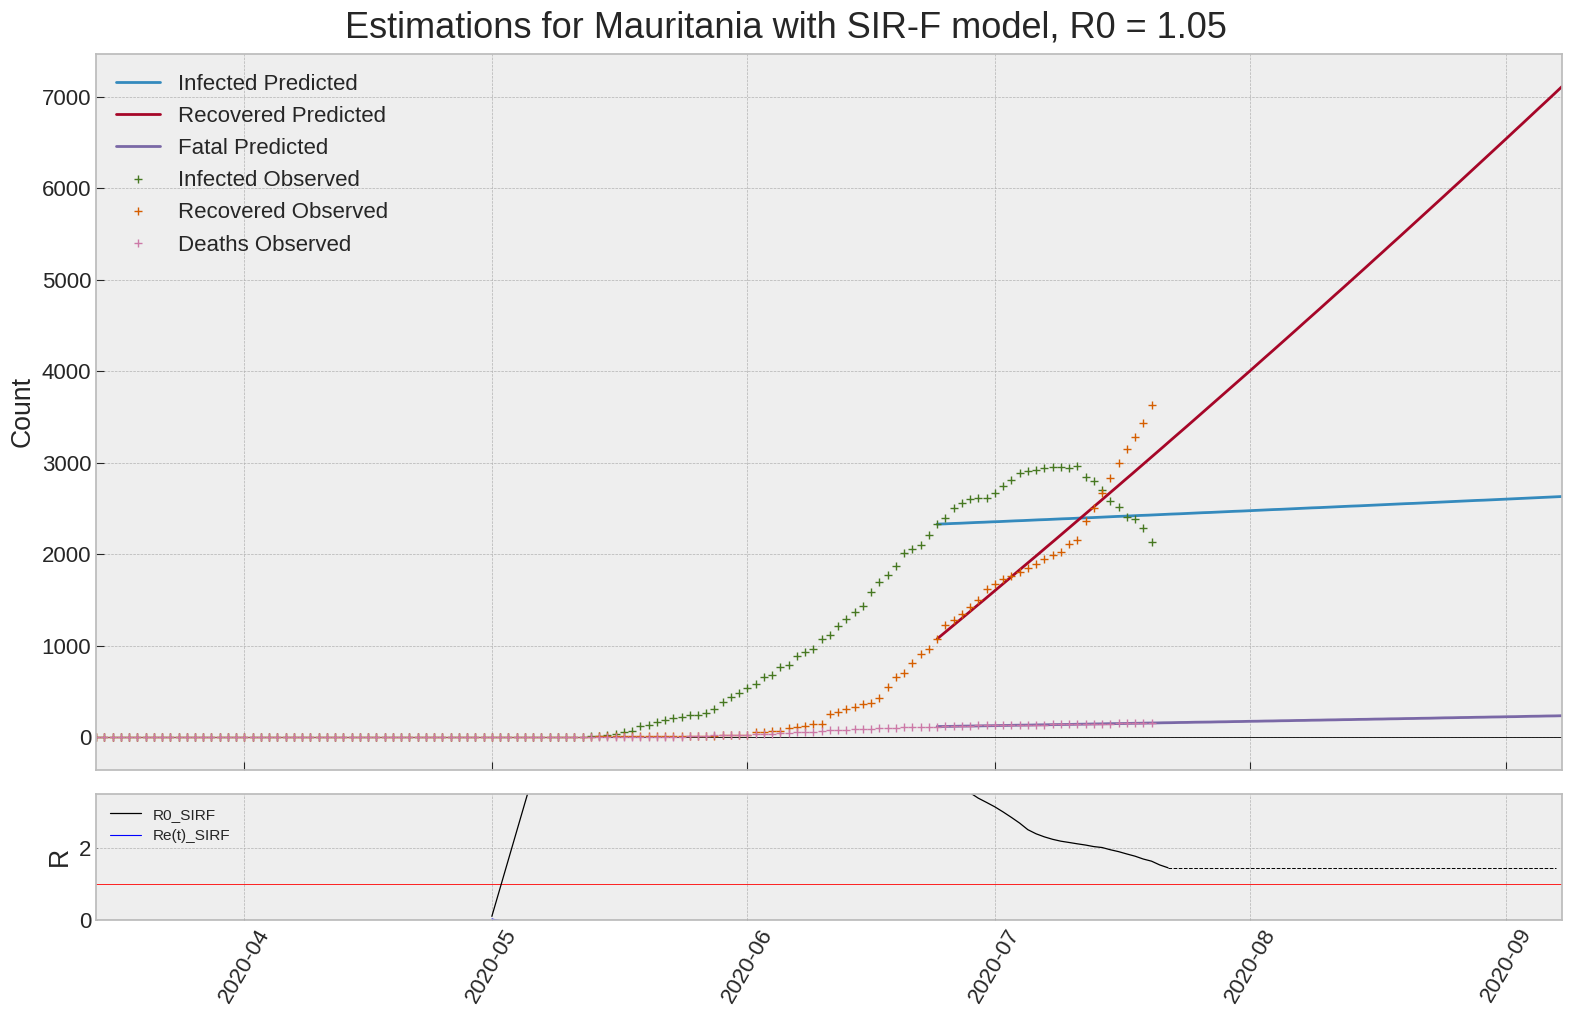 Estimations for Mauritania with SIR-F model, R0 = 1.05
Infected Predicted
Recovered Predicted
Fatal Predicted
Infected Observed
Recovered Observed
Deaths Observed
7000
6000
5000
4000
3000
2000
1000
0
Count
R0_SIRF
Re(t)_SIRF
2
0
R
2020-04
2020-05
2020-06
2020-07
2020-08
2020-09